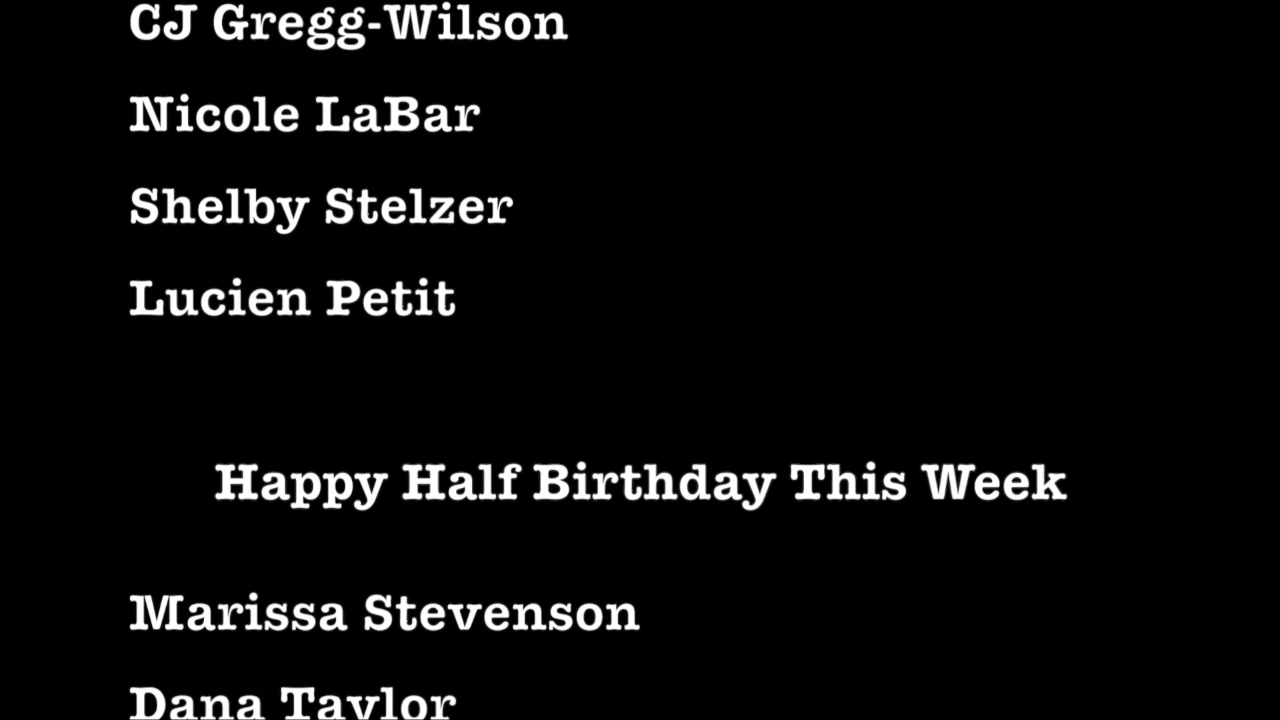 CJ Gregg-Wilson
Nicole LaBar
Shelby Stelzer
Lucien Petit
Happy Half Birthday This Week
Marissa Stevenson
Dana Taylor